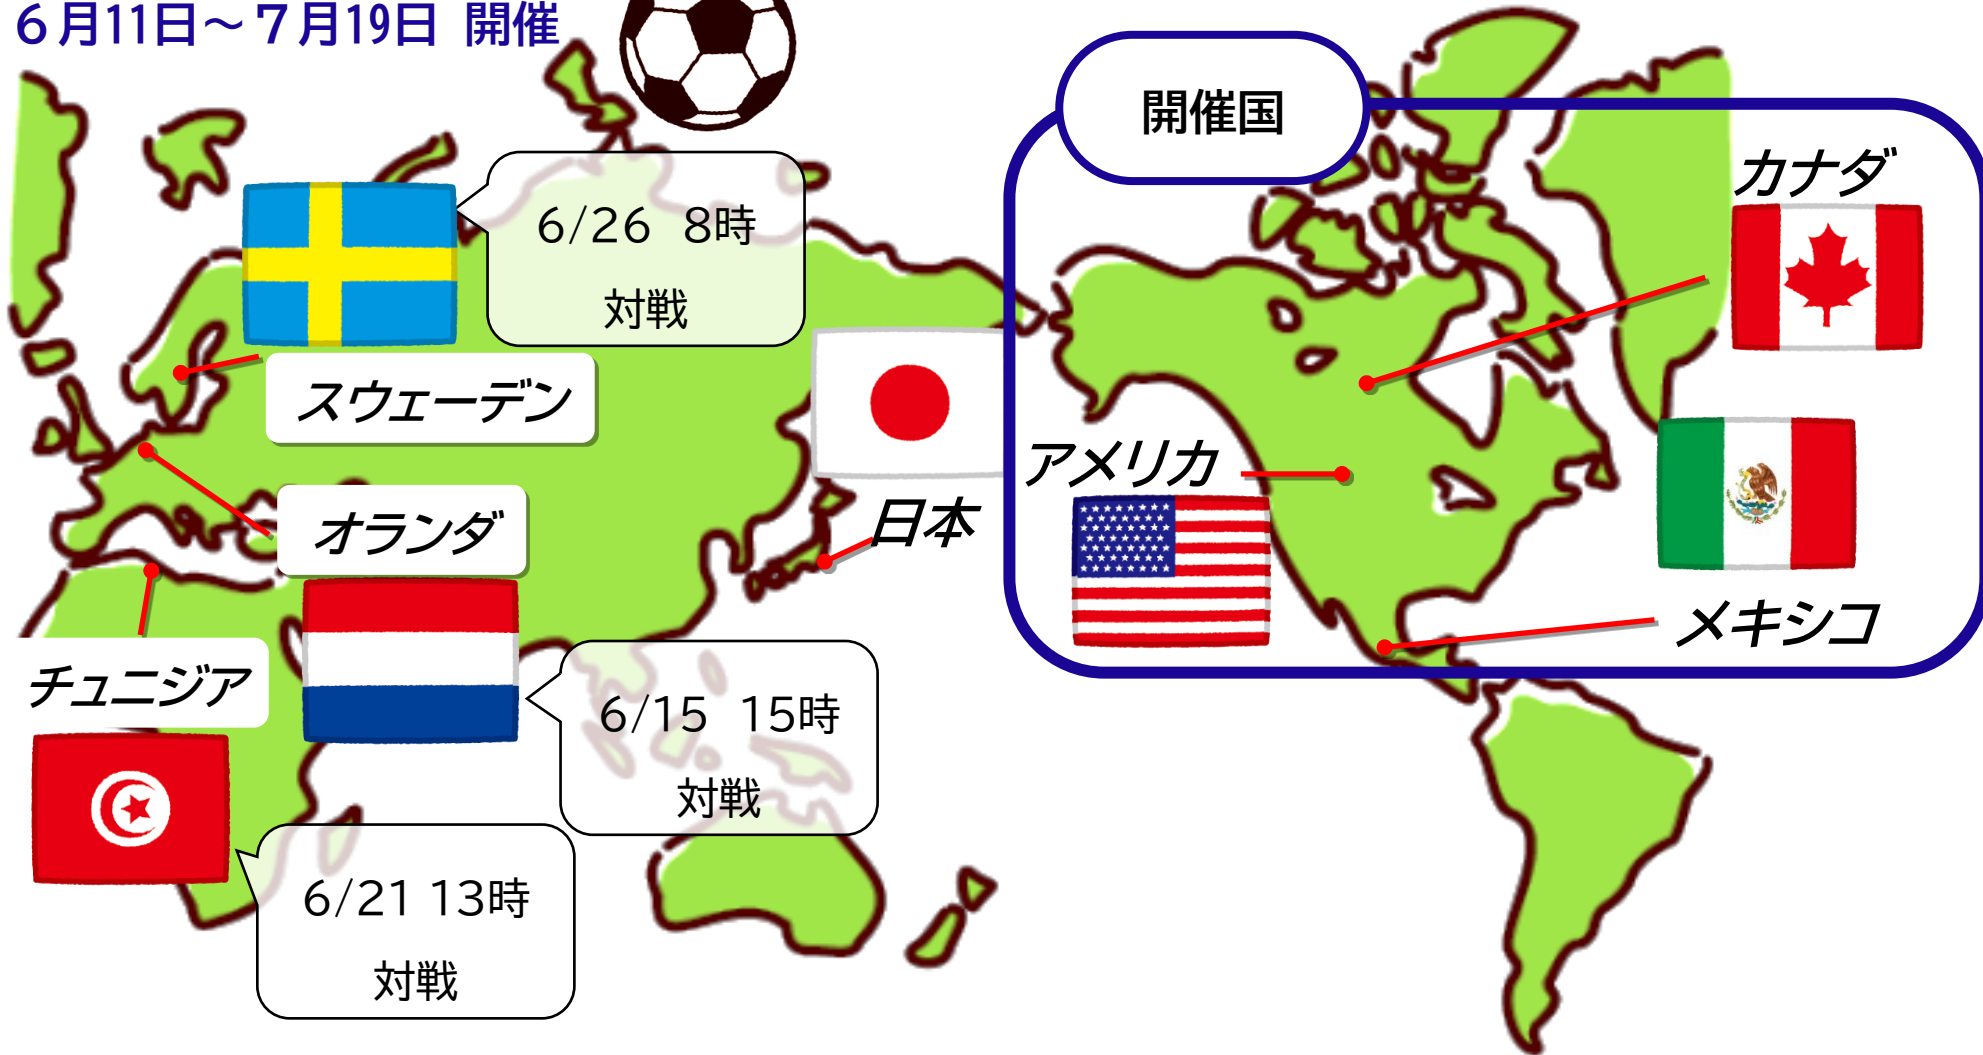 ６月11日～７月19日 開催
開催国
カナダ
6/26 8時
対戦
スウェーデン
アメリカ
オランダ
日本
メキシコ
チュニジア
6/15 15時
対戦
6/21 13時
対戦